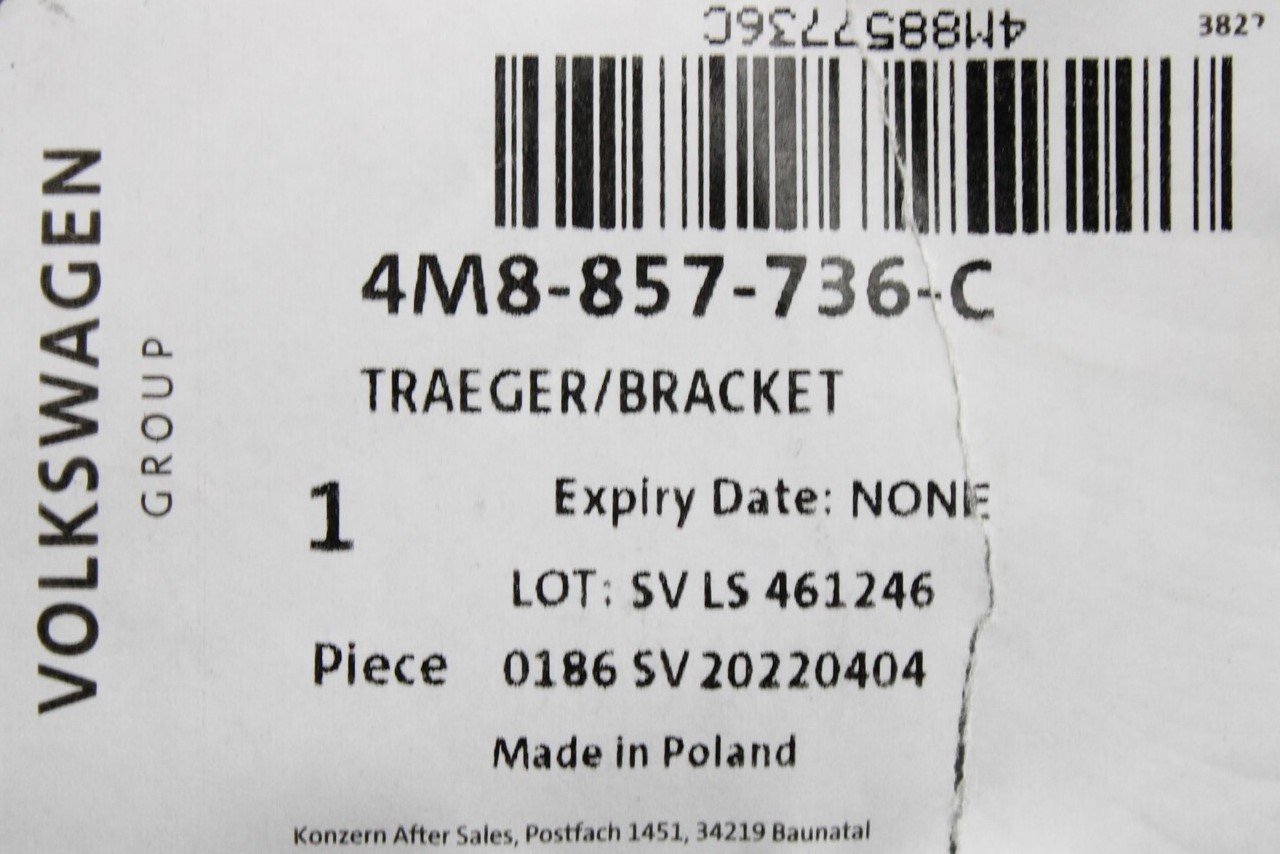 4M8857736C
4M8-857-736-C
TRAEGER/BRACKET
1
Expiry Date: NONE
LOT: SV LS 461246
Piece 0186 SV 20220404
Made in Poland
Konzern After Sales, Postfach 1451, 34219 Baunatal
VOLKSWAGEN
GROUP